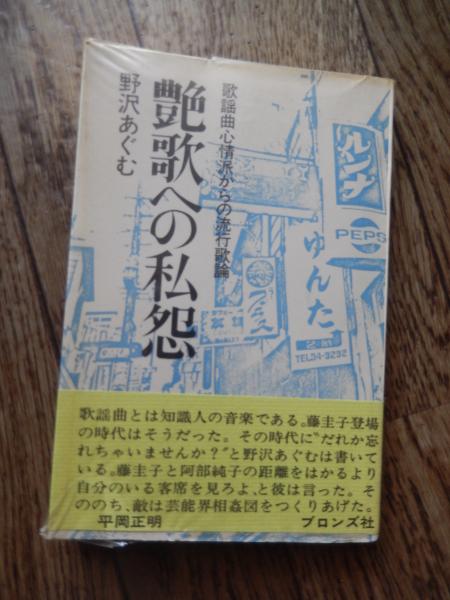 歌謡曲心情派からの流行歌論
艶歌への私怨
野沢あぐむ
ルンナ
PEPS
ゆんた
2-階
TEL34-3292
歌謡曲とは知識人の音楽である。藤圭子登場
の時代はそうだった。その時代に"だれか忘
れちゃいませんか?"と野沢あぐむは書いて
いる。藤圭子と阿部純子の距離をはかるより
自分のいる客席を見ろよ、と彼は言った。そ
ののち、敵は芸能界相姦図をつくりあげた。
平岡正明
ブロンズ社